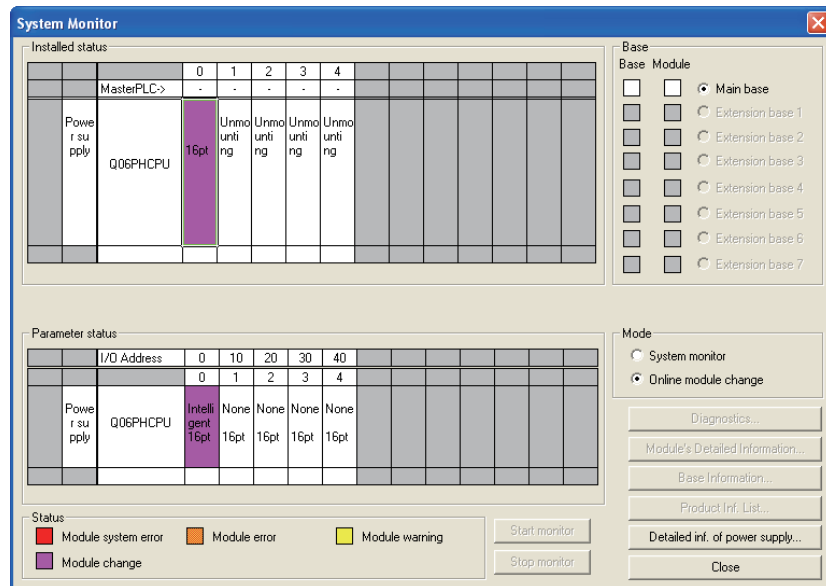 System Monitor
Installed status
0 1 2 3 4
MasterPLC-> - - - - -
Powe
r su
pply
Q06PHCPU
16pt
Unmo
unti
ng
Unmo
unti
ng
Unmo
unti
ng
Unmo
unti
ng
Base
Base Module
Main base
Extension base 1
Extension base 2
Extension base 3
Extension base 4
Extension base 5
Extension base 6
Extension base 7
Parameter status
I/O Address 0 10 20 30 40
0 1 2 3 4
Powe
r su
pply
Q06PHCPU
Intelli
gent
16pt
None
16pt
None
16pt
None
16pt
None
16pt
Mode
System monitor
Online module change
Diagnostics...
Module's Detailed Information...
Base Information...
Product Inf. List...
Detailed inf. of power supply...
Close
Status
Module system error
Module error
Module warning
Module change
Start monitor
Stop monitor